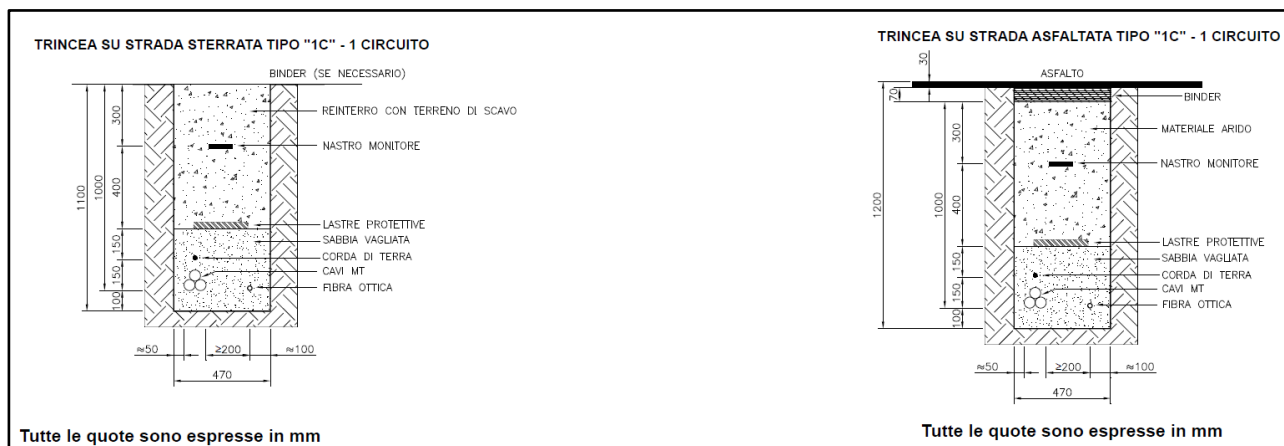 TRINCEA SU STRADA STERRATA TIPO "1C" - 1 CIRCUITO
BINDER (SE NECESSARIO)
REINTERRO CON TERRENO DI SCAVO
NASTRO MONITORE
LASTRE PROTETTIVE
SABBIA VAGLIATA
CORDA DI TERRA
CAVI MT
FIBRA OTTICA
1100
1000
300
400
150
150
100
≈50
≥200
≈100
470
Tutte le quote sono espresse in mm
TRINCEA SU STRADA ASFALTATA TIPO "1C" - 1 CIRCUITO
30
ASFALTO
70
BINDER
MATERIALE ARIDO
NASTRO MONITORE
LASTRE PROTETTIVE
SABBIA VAGLIATA
CORDA DI TERRA
CAVI MT
FIBRA OTTICA
1200
1000
300
400
150
150
100
≈50
≥200
≈100
470
Tutte le quote sono espresse in mm